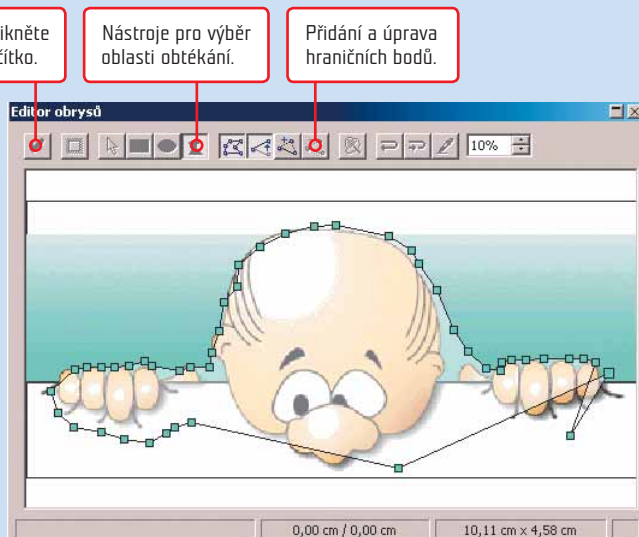 ikněte
čítko.
Nástroje pro výběr
oblasti obtékání.
Přidání a úprava
hraničních bodů.
Editor obrysů
10%
0,00 cm / 0,00 cm
10,11 cm x 4,58 cm